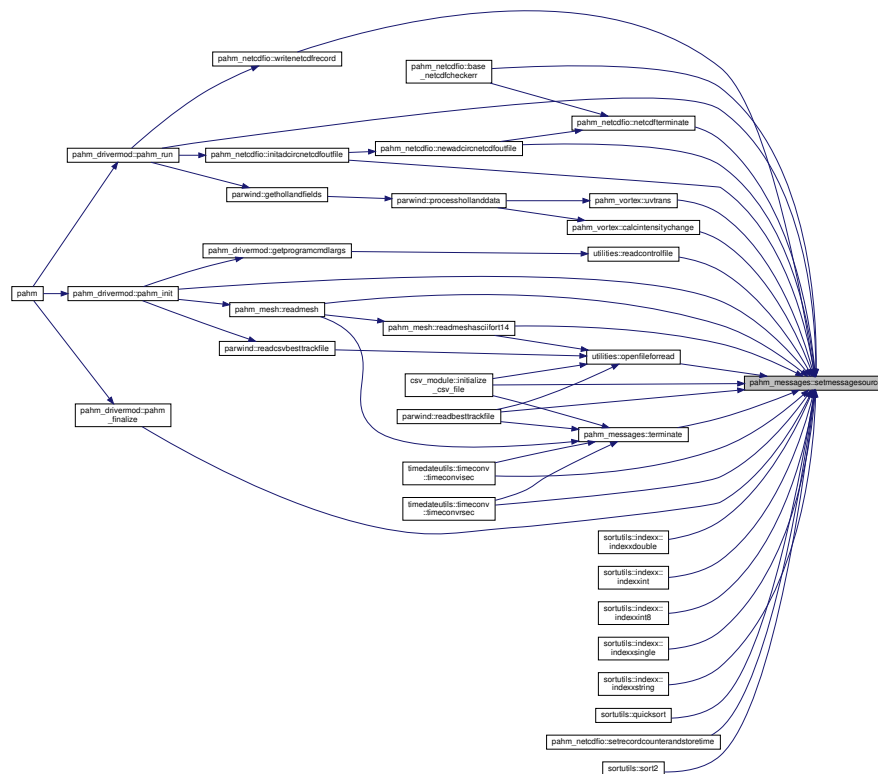 pahm_netcdfio::writenetcdfrecord
pahm_netcdfio::base
_netcdfcheckerr
pahm_netcdfio::netcdfterminate
pahm_drivermod::pahm_run
pahm_netcdfio::initadcircnetcdfoutfile
pahm_netcdfio::newadcircnetcdfoutfile
parwind::gethollandfields
parwind::processhollanddata
pahm_vortex::uvtrans
pahm_vortex::calcintensitychange
pahm_drivermod::getprogramcmdlargs
utilities::readcontrolfile
pahm
pahm_drivermod::pahm_init
pahm_mesh::readmesh
pahm_mesh::readmeshasciifort14
parwind::readcsvbesttrackfile
utilities::openfileforread
csv_module::initialize
_csv_file
pahm_messages::setmessagesource
pahm_drivermod::pahm
_finalize
parwind::readbesttrackfile
pahm_messages::terminate
timedateutils::timeconv
::timeconvisec
timedateutils::timeconv
::timeconvrsec
sortutils::indexx::
indexxdouble
sortutils::indexx::
indexxint
sortutils::indexx::
indexxint8
sortutils::indexx::
indexxsingle
sortutils::indexx::
indexxstring
sortutils::quicksort
pahm_netcdfio::setrecordcounterandstoretime
sortutils::sort2